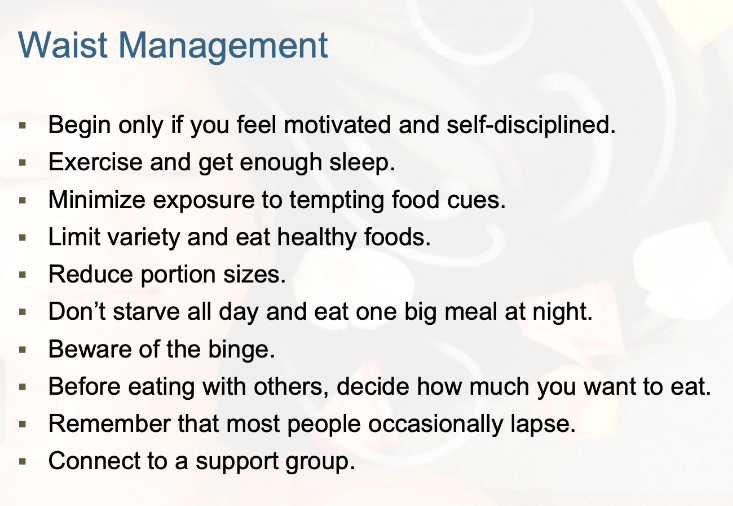 Waist Management
▪ Begin only if you feel motivated and self-disciplined.
▪ Exercise and get enough sleep.
▪ Minimize exposure to tempting food cues.
▪ Limit variety and eat healthy foods.
▪ Reduce portion sizes.
▪ Don’t starve all day and eat one big meal at night.
▪ Beware of the binge.
▪ Before eating with others, decide how much you want to eat.
▪ Remember that most people occasionally lapse.
▪ Connect to a support group.